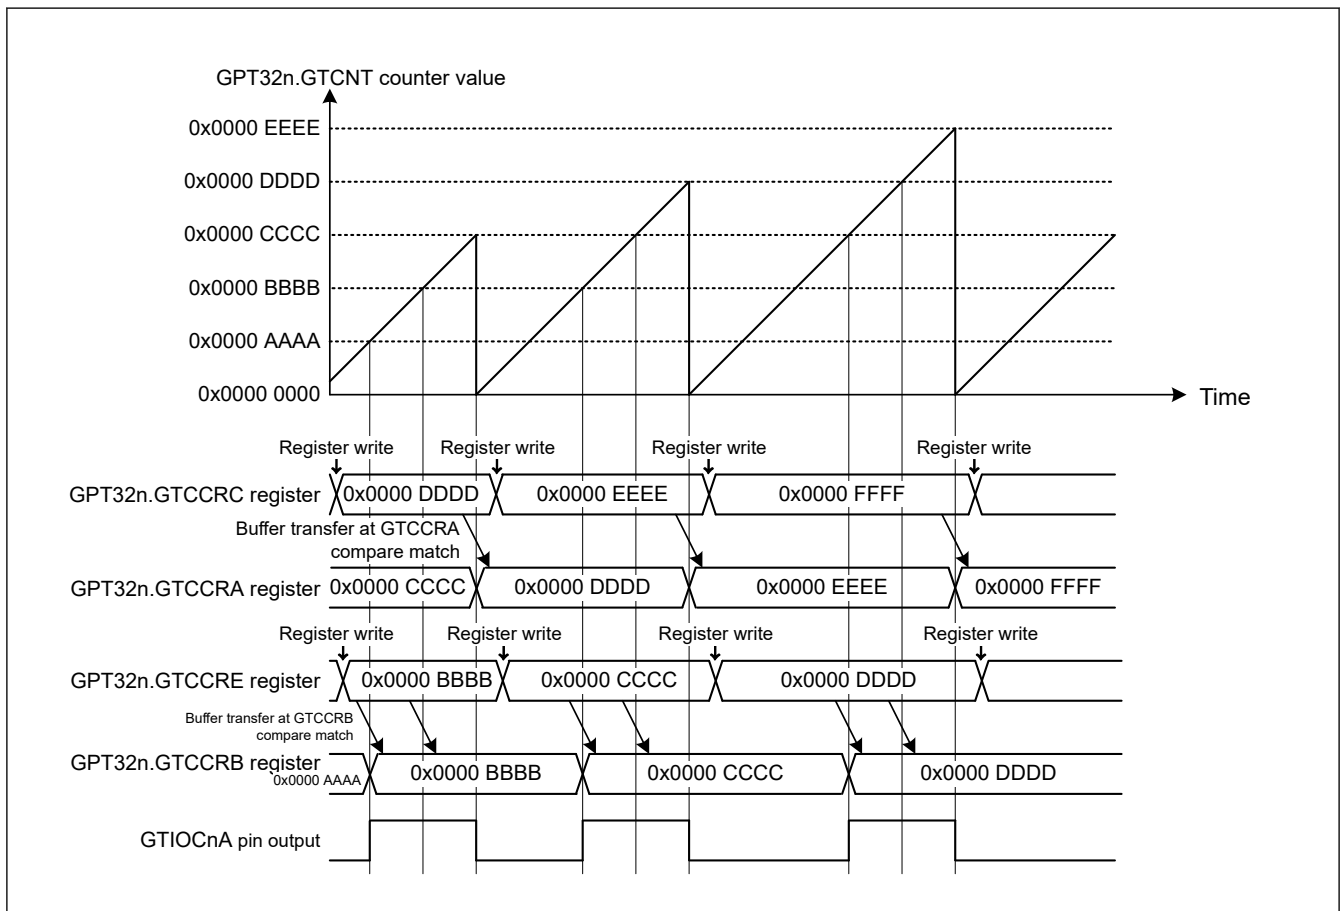 GPT32n.GTCNT counter value
0x0000 EEEE
0x0000 DDDD
0x0000 CCCC
0x0000 BBBB
0x0000 AAAA
0x0000 0000
Time
Register write Register write Register write Register write
GPT32n.GTCCRC register 0x0000 DDDD 0x0000 EEEE 0x0000 FFFF
Buffer transfer at GTCCRA
compare match
GPT32n.GTCCRA register 0x0000 CCCC 0x0000 DDDD 0x0000 EEEE 0x0000 FFFF
Register write Register write Register write Register write
GPT32n.GTCCRE register 0x0000 BBBB 0x0000 CCCC 0x0000 DDDD
Buffer transfer at GTCCRB
compare match
GPT32n.GTCCRB register 0x0000 AAAA 0x0000 BBBB 0x0000 CCCC 0x0000 DDDD
GTIOCnA pin output